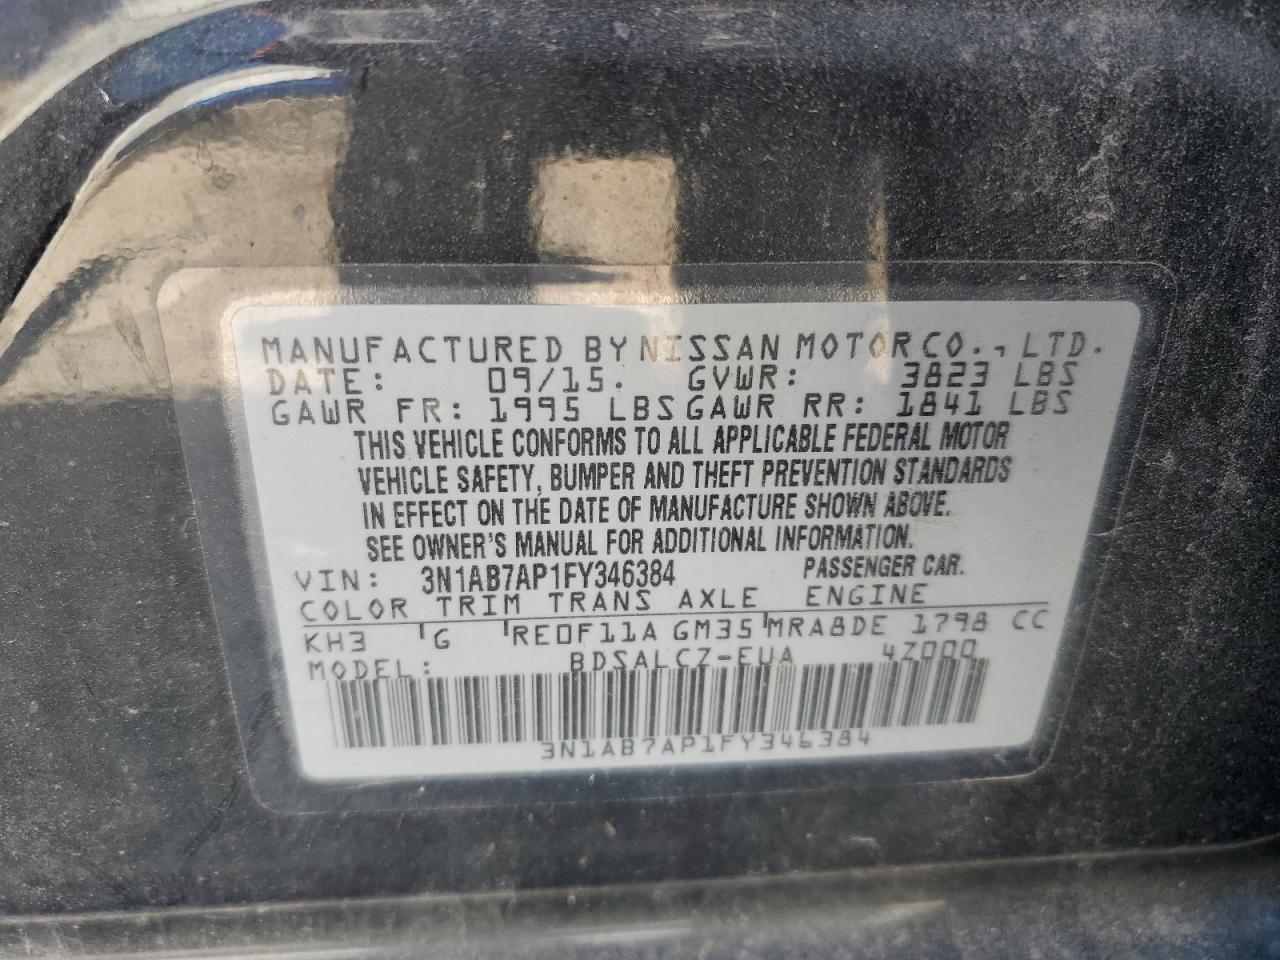 MANUFACTURED BY NISSAN MOTOR CO., LTD.
DATE: 09/15. GVWR: 3823 LBS
GAWR FR: 1995 LBS GAWR RR: 1841 LBS
THIS VEHICLE CONFORMS TO ALL APPLICABLE FEDERAL MOTOR
VEHICLE SAFETY, BUMPER AND THEFT PREVENTION STANDARDS
IN EFFECT ON THE DATE OF MANUFACTURE SHOWN ABOVE.
SEE OWNER'S MANUAL FOR ADDITIONAL INFORMATION.
VIN: 3N1AB7AP1FY346384 PASSENGER CAR.
COLOR TRIM TRANS AXLE ENGINE
KH3 G RE0F11A GM35 MRA8DE 1798 CC
MODEL: BDSALCZ-EUA 4Z000
3N1AB7AP1FY346384